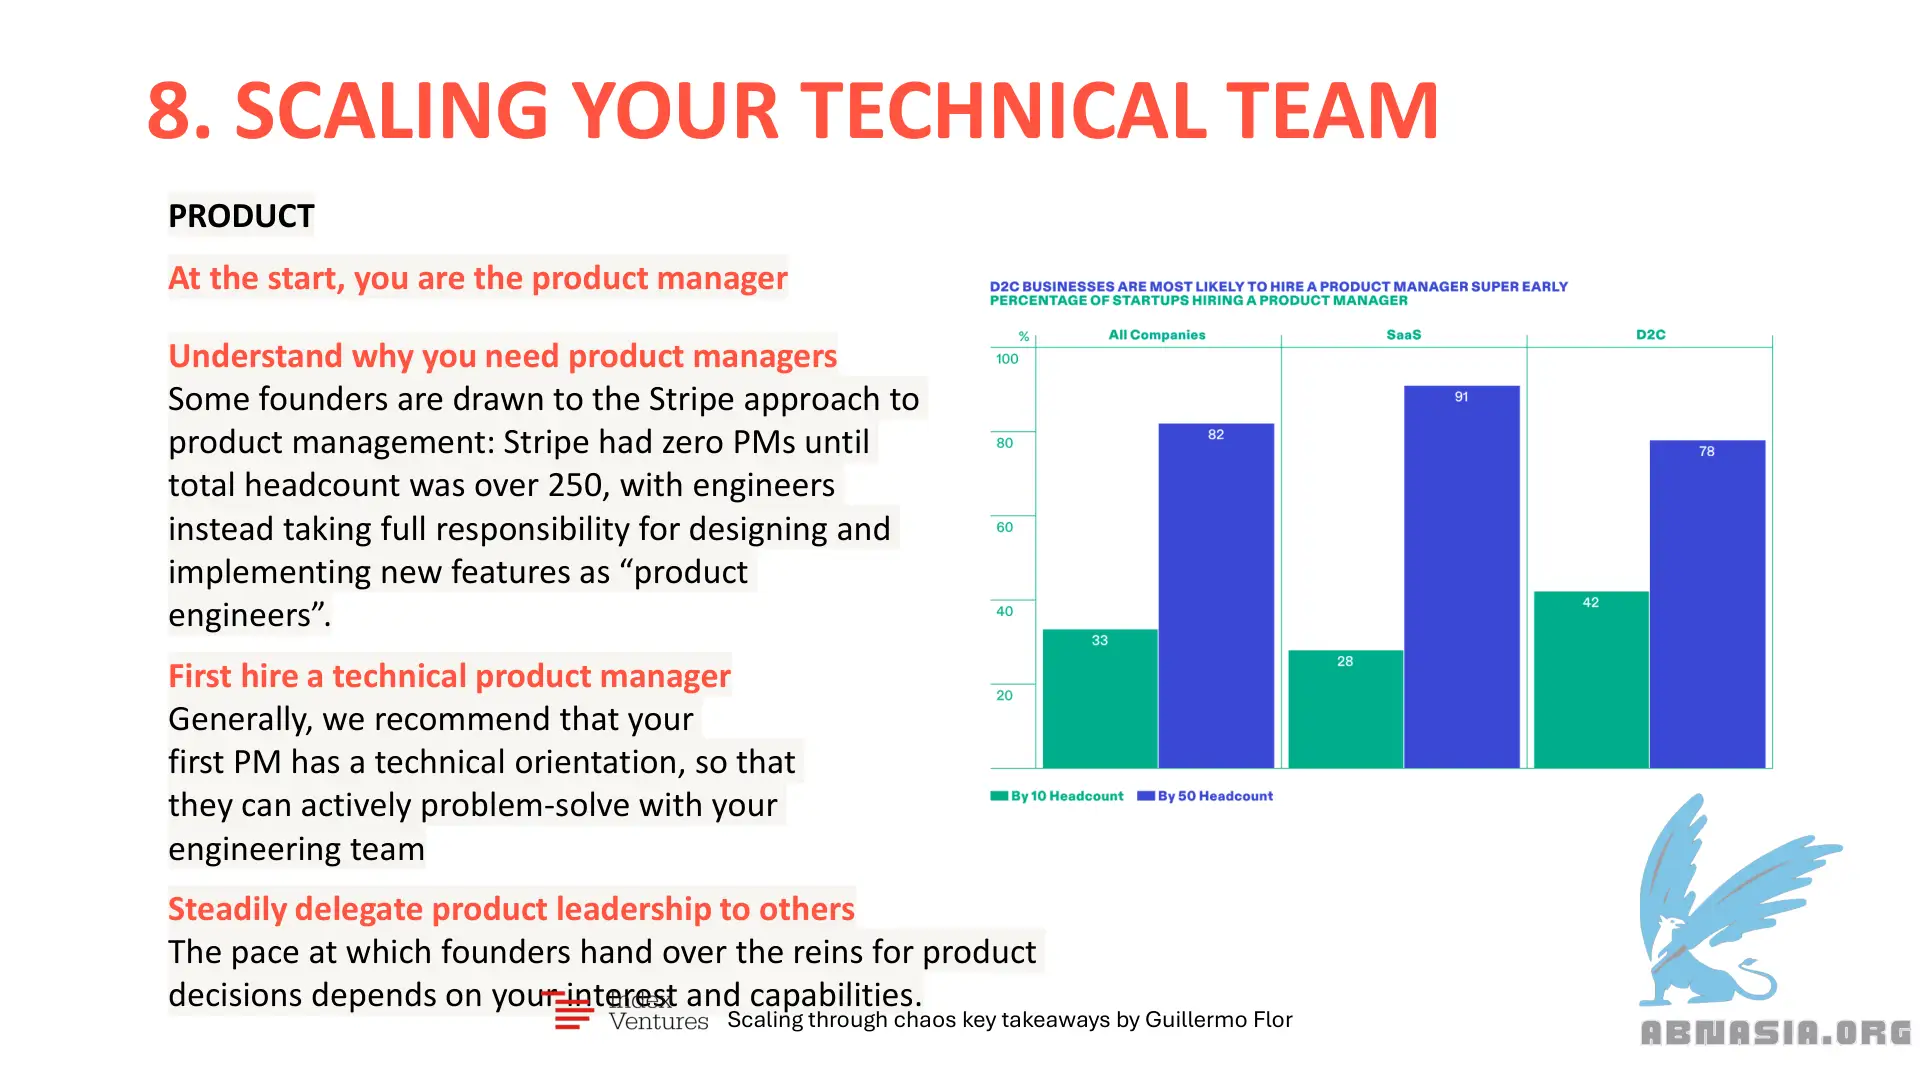 8. SCALING YOUR TECHNICAL TEAM
PRODUCT
At the start, you are the product manager
Understand why you need product managers
Some founders are drawn to the Stripe approach to
product management: Stripe had zero PMs until
total headcount was over 250, with engineers
instead taking full responsibility for designing and
implementing new features as “product
engineers”.
First hire a technical product manager
Generally, we recommend that your
first PM has a technical orientation, so that
they can actively problem-solve with your
engineering team
Steadily delegate product leadership to others
The pace at which founders hand over the reins for product
decisions depends on your interest and capabilities.
D2C BUSINESSES ARE MOST LIKELY TO HIRE A PRODUCT MANAGER SUPER EARLY
PERCENTAGE OF STARTUPS HIRING A PRODUCT MANAGER
% All Companies SaaS D2C
100
80
60
40
20
33
82
28
91
42
78
By 10 Headcount By 50 Headcount
Index
Ventures
Scaling through chaos key takeaways by Guillermo Flor
ABNASIA.ORG